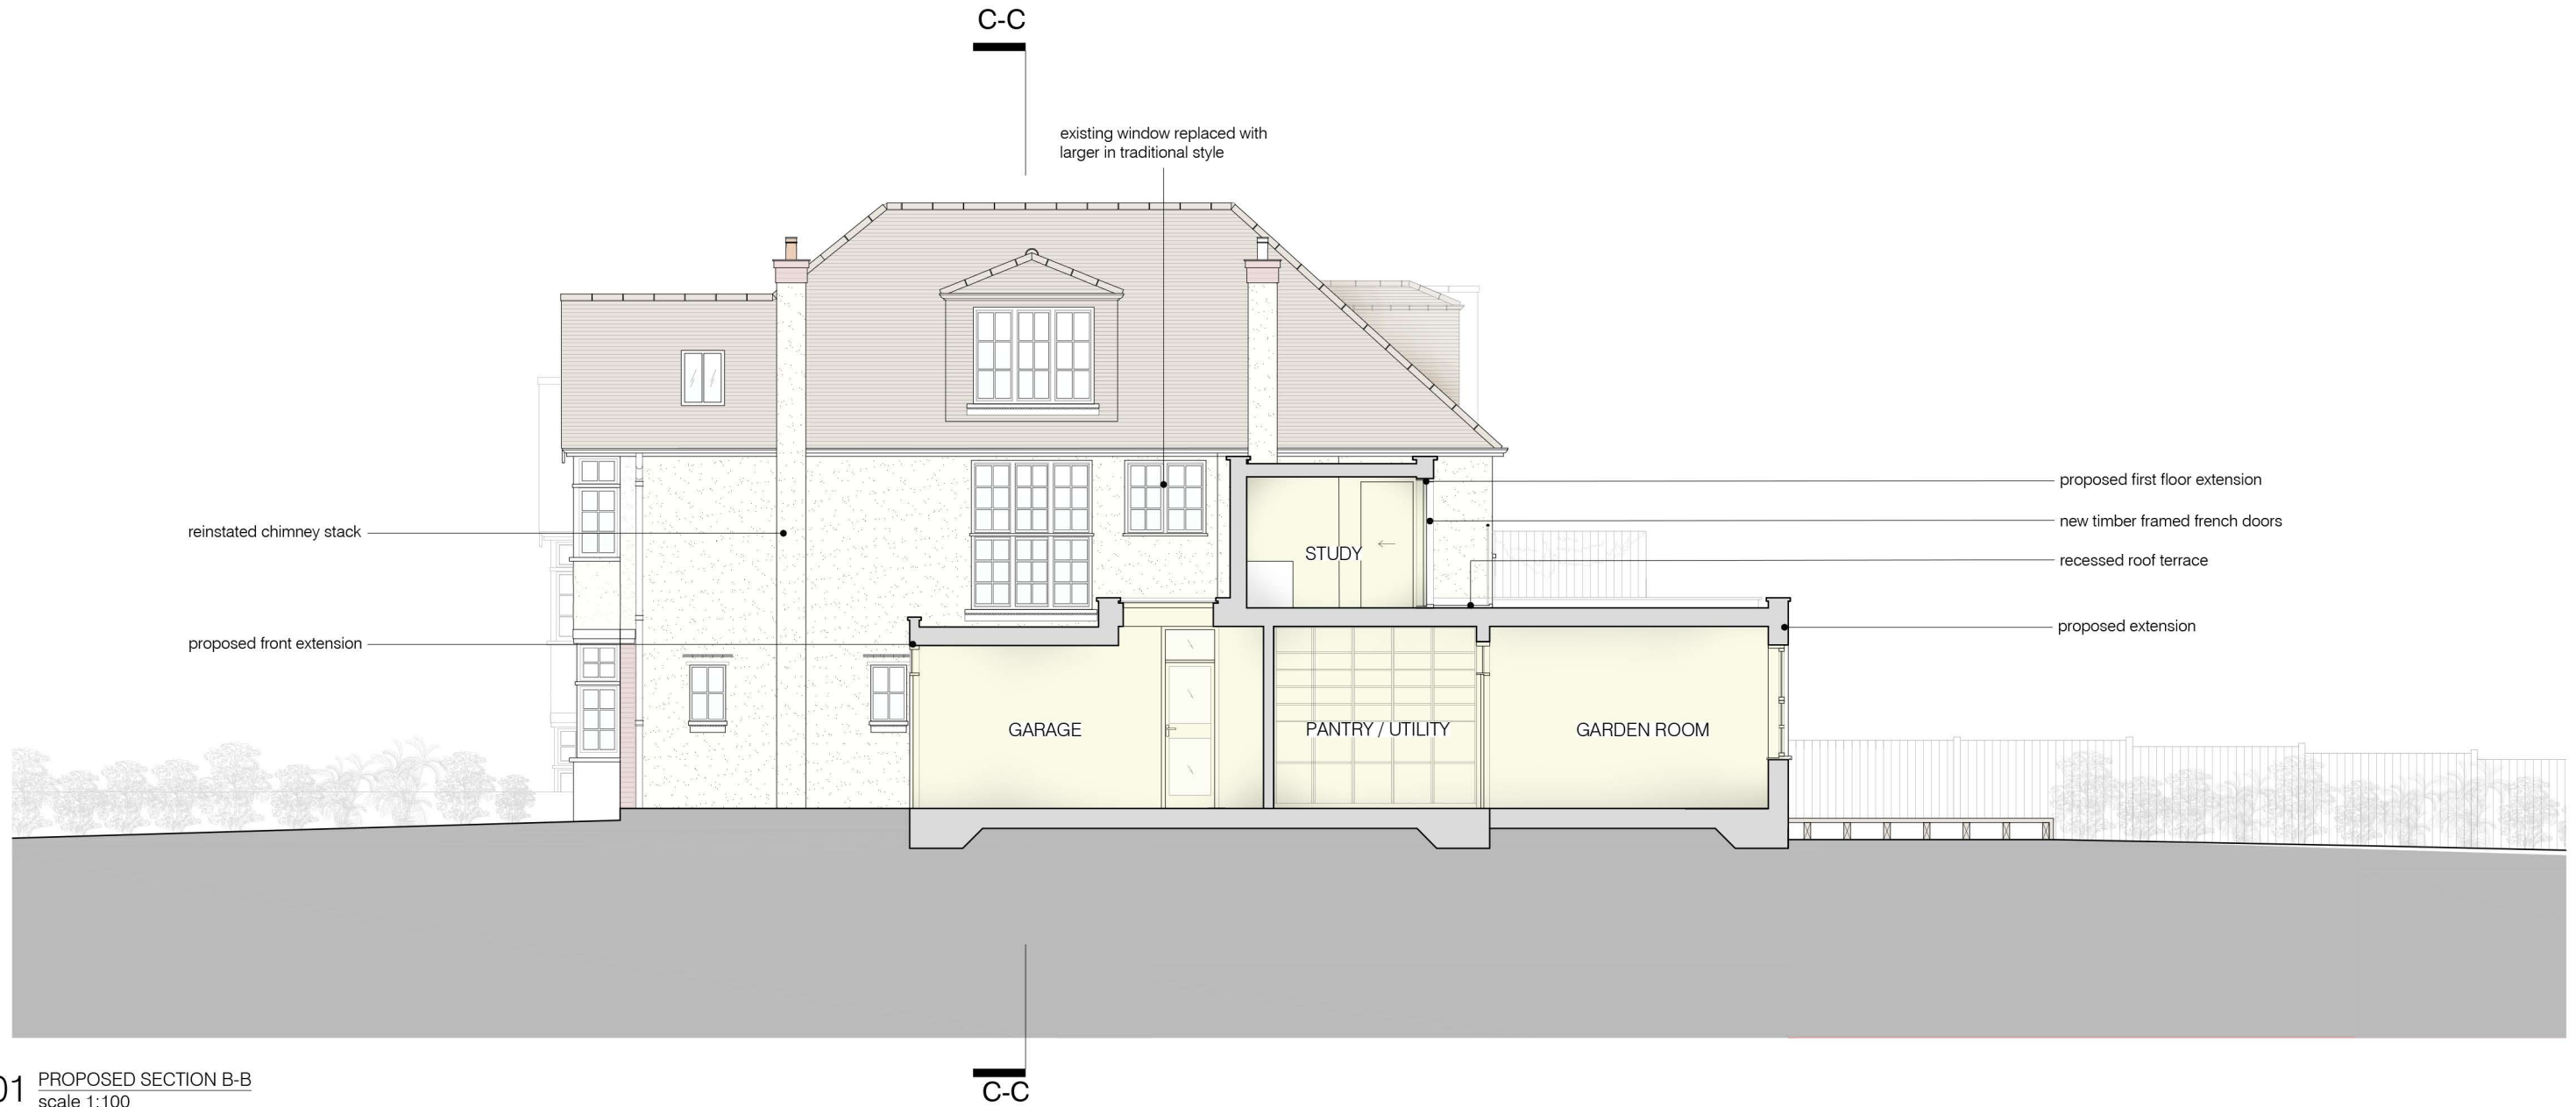 C-C
existing window replaced with
larger in traditional style
proposed first floor extension
new timber framed french doors
reinstated chimney stack
STUDY
recessed roof terrace
proposed extension
proposed front extension
GARAGE
PANTRY / UTILITY
GARDEN ROOM
01 PROPOSED SECTION B-B
scale 1:100
C-C